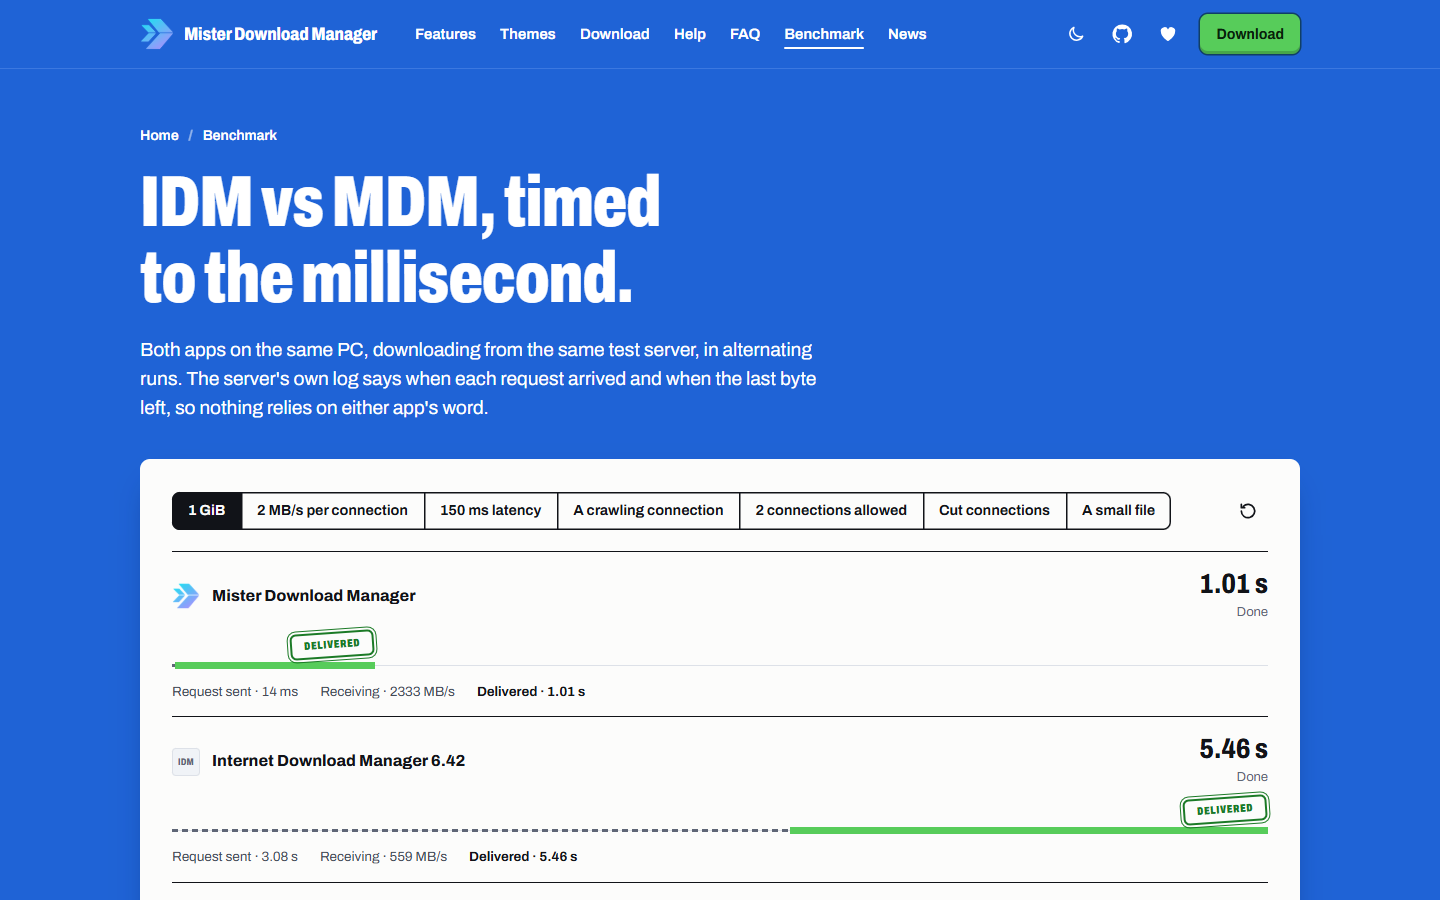 Mister Download Manager
Features
Themes
Download
Help
FAQ
Benchmark
News
Download
Home / Benchmark
IDM vs MDM, timed
to the millisecond.
Both apps on the same PC, downloading from the same test server, in alternating
runs. The server's own log says when each request arrived and when the last byte
left, so nothing relies on either app's word.
1 GiB
2 MB/s per connection
150 ms latency
A crawling connection
2 connections allowed
Cut connections
A small file
Mister Download Manager
1.01 s
Done
DELIVERED
Request sent · 14 ms
Receiving · 2333 MB/s
Delivered · 1.01 s
IDM
Internet Download Manager 6.42
5.46 s
Done
DELIVERED
Request sent · 3.08 s
Receiving · 559 MB/s
Delivered · 5.46 s